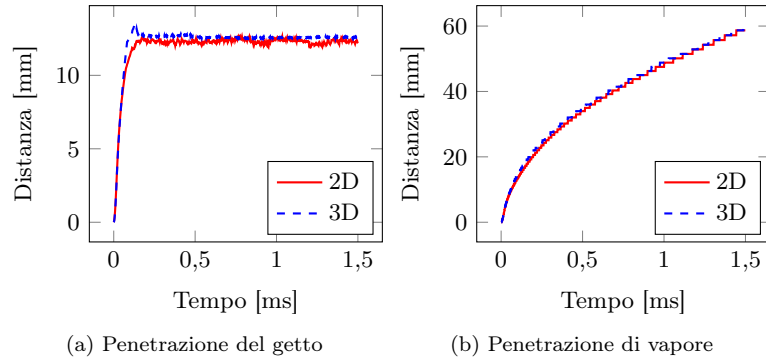 10
5
0
Distanza [mm]
2D
3D
0
0,5
1
1,5
Tempo [ms]
(a) Penetrazione del getto
60
40
20
0
Distanza [mm]
2D
3D
0
0,5
1
1,5
Tempo [ms]
(b) Penetrazione di vapore